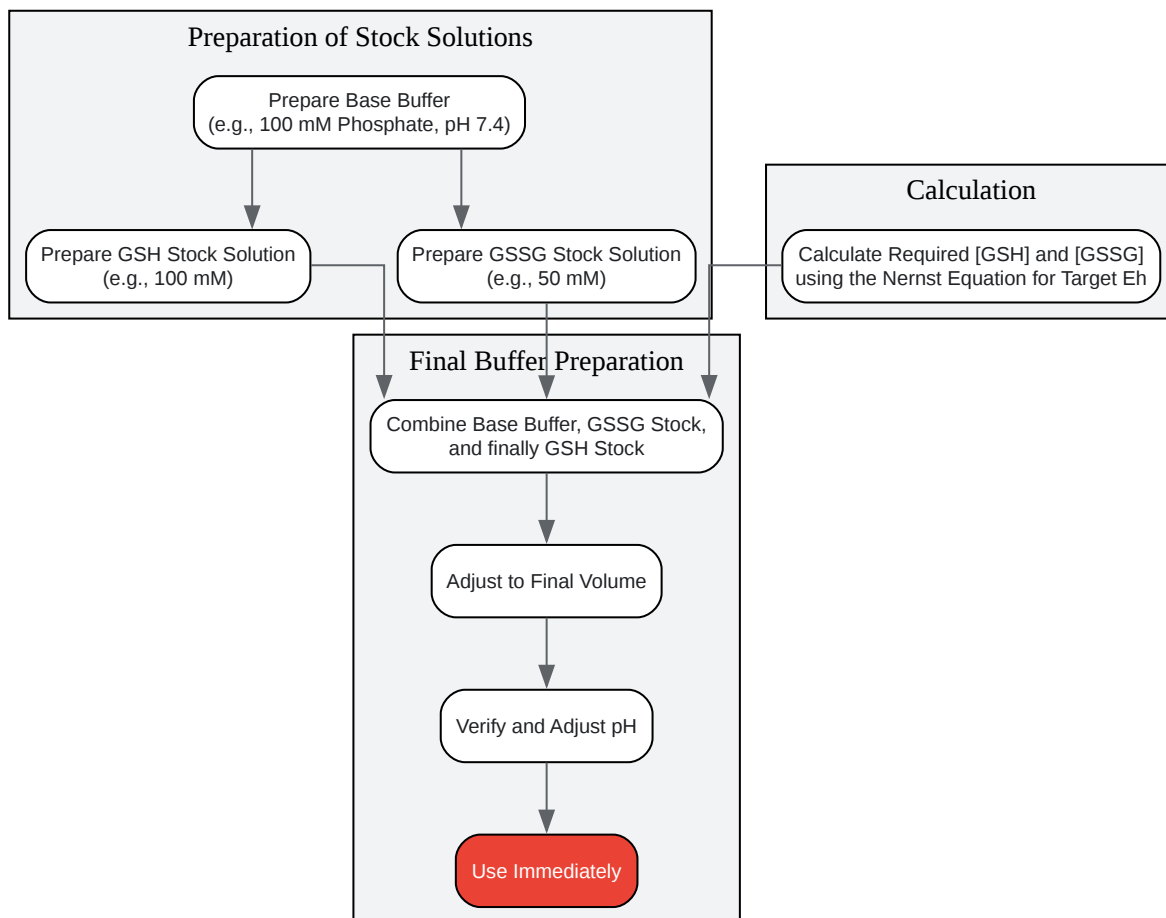 Preparation of Stock Solutions
Prepare Base Buffer
(e.g., 100 mM Phosphate, pH 7.4)
Calculation
Prepare GSH Stock Solution
(e.g., 100 mM)
Prepare GSSG Stock Solution
(e.g., 50 mM)
Calculate Required [GSH] and [GSSG]
using the Nernst Equation for Target Eh
Final Buffer Preparation
Combine Base Buffer, GSSG Stock,
and finally GSH Stock
Adjust to Final Volume
Verify and Adjust pH
Use Immediately